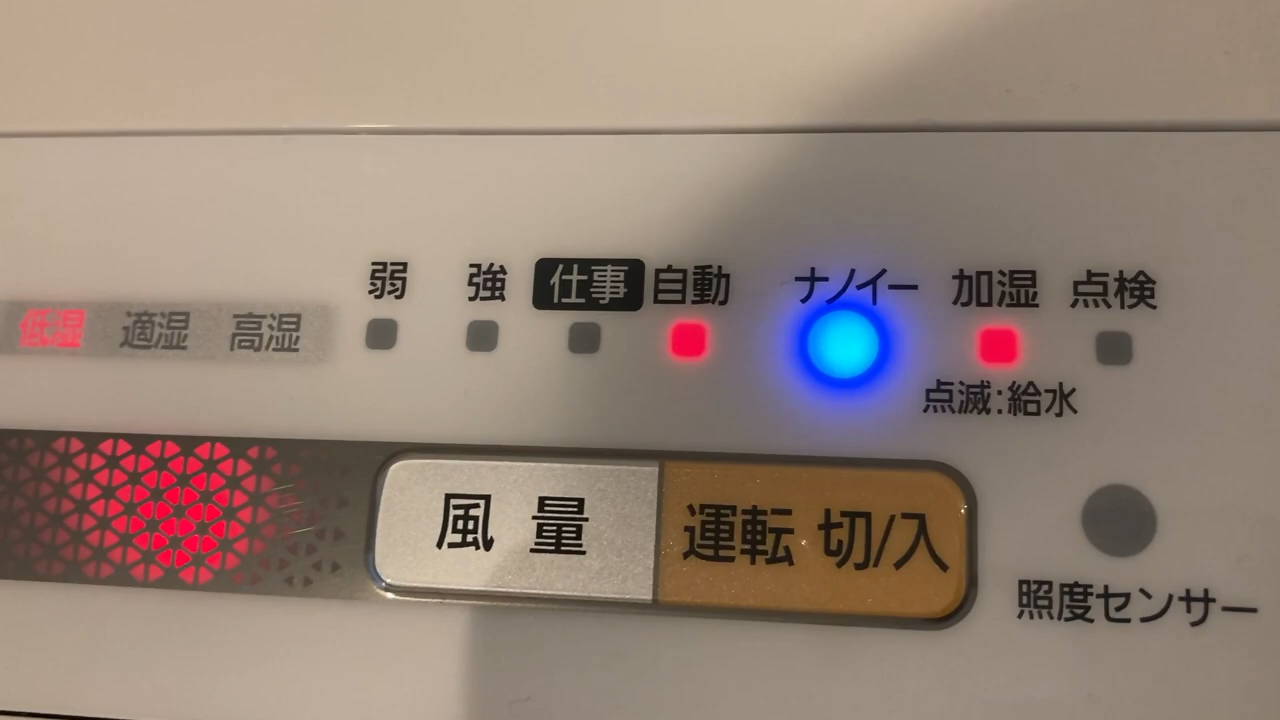 弱 強 仕事 自動 ナノイー 加湿 点検
低湿 適湿 高湿
点滅:給水
風量 運転 切/入
照度センサー